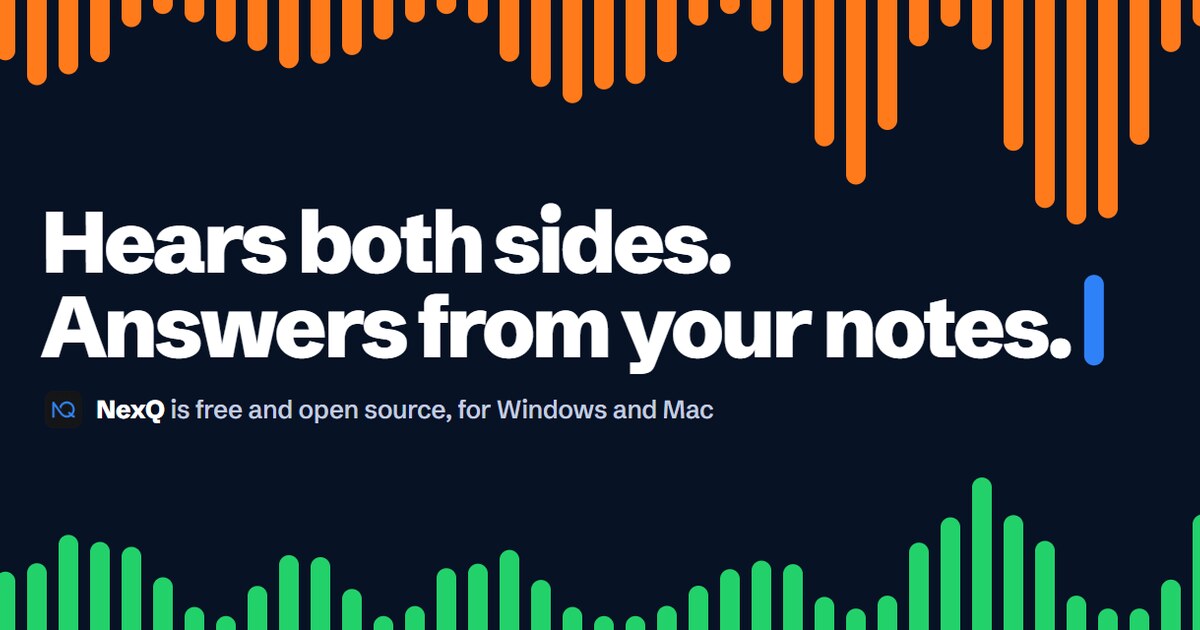 Hears both sides.
Answers from your notes.
NQ NexQ is free and open source, for Windows and Mac